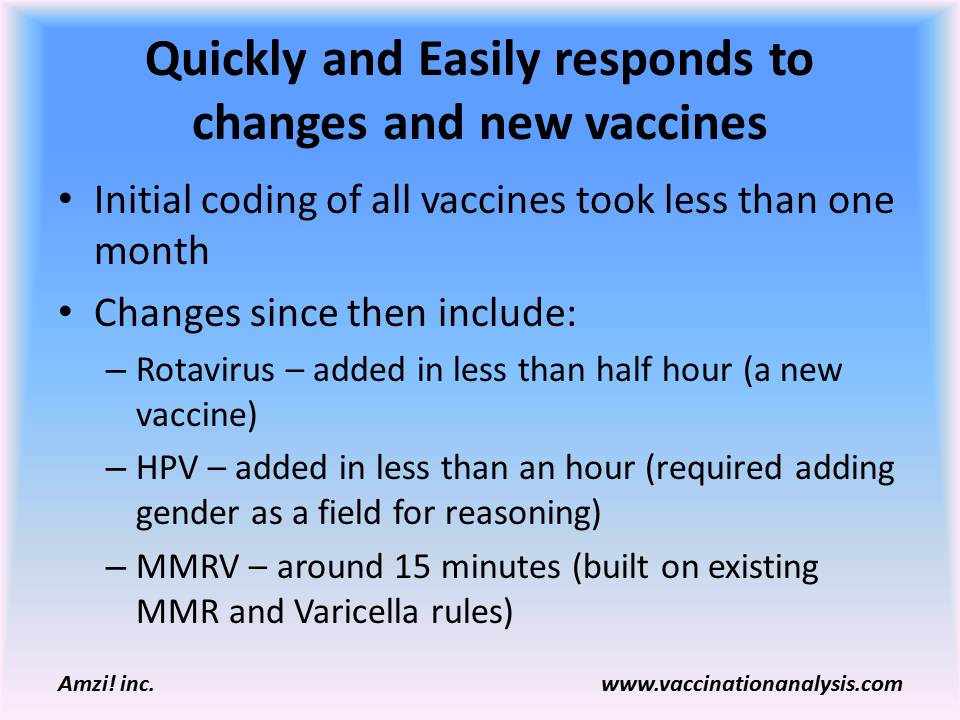 Quickly and Easily responds to
changes and new vaccines
• Initial coding of all vaccines took less than one
month
• Changes since then include:
– Rotavirus – added in less than half hour (a new
vaccine)
– HPV – added in less than an hour (required adding
gender as a field for reasoning)
– MMRV – around 15 minutes (built on existing
MMR and Varicella rules)
Amzi! inc.
www.vaccinationanalysis.com